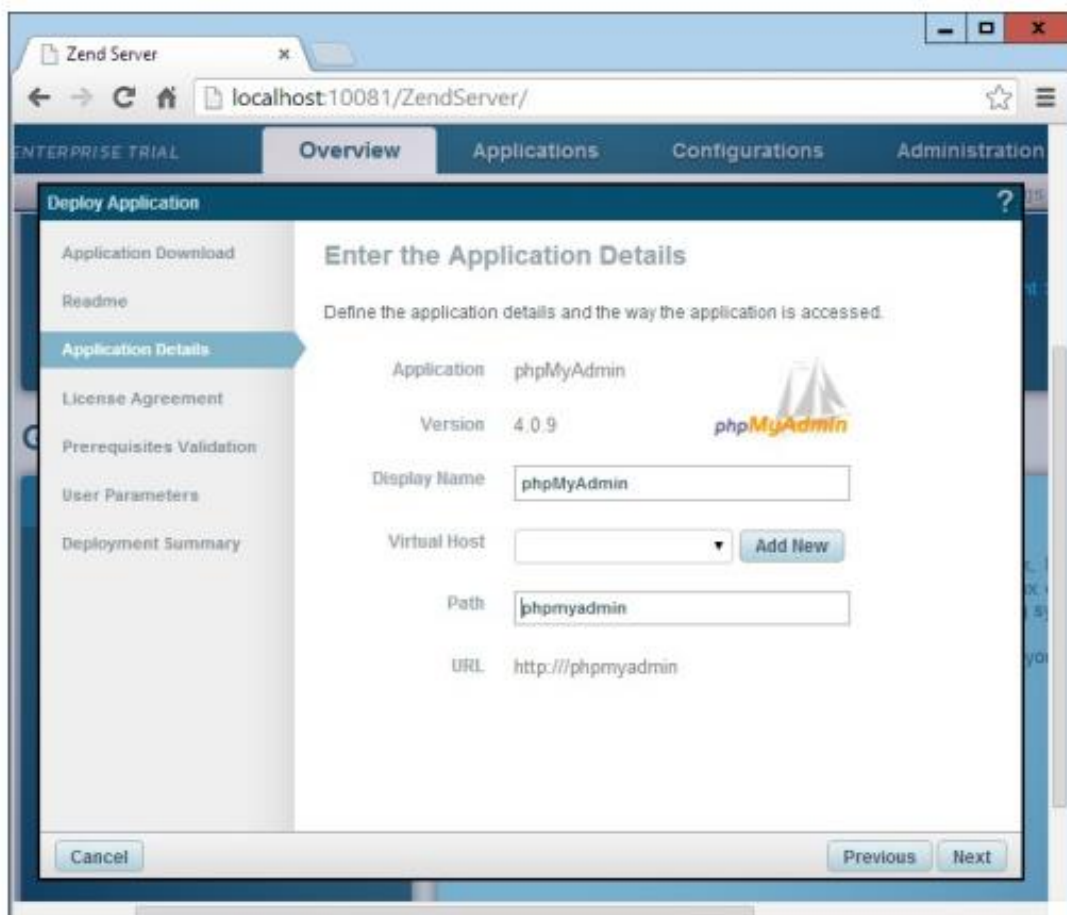 Zend Server
localhost:10081/ZendServer/
ENTERPRISE TRIAL
Overview
Applications
Configurations
Administration
Deploy Application
?
Application Download
Readme
Application Details
License Agreement
Prerequisites Validation
User Parameters
Deployment Summary
Enter the Application Details
Define the application details and the way the application is accessed.
Application phpMyAdmin
phpMyAdmin
Version 4.0.9
Display Name phpMyAdmin
Virtual Host
Add New
Path phpmyadmin
URL http:///phpmyadmin
Cancel
Previous
Next